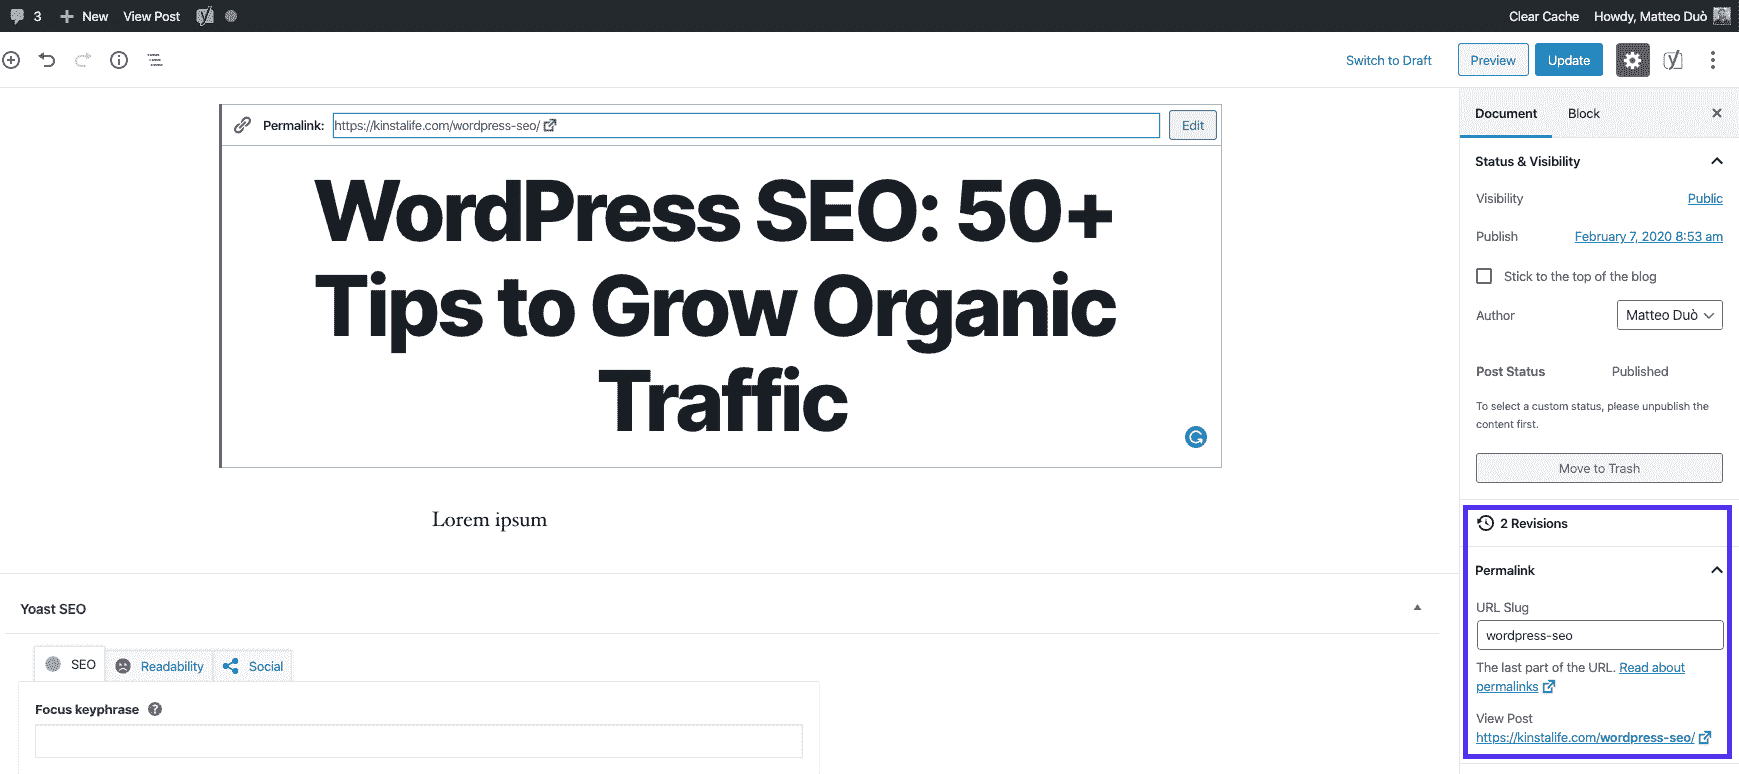 3 New View Post Clear Cache Howdy, Matteo Duò
Switch to Draft Preview Update
Permalink: https://kinstalife.com/wordpress-seo/ Edit
WordPress SEO: 50+
Tips to Grow Organic
Traffic
Lorem ipsum
Yoast SEO
SEO Readability Social
Focus keyphrase
Document Block
Status & Visibility
Visibility Public
Publish February 7, 2020 8:53 am
Stick to the top of the blog
Author Matteo Duò
Post Status Published
To select a custom status, please unpublish the
content first.
Move to Trash
2 Revisions
Permalink
URL Slug
wordpress-seo
The last part of the URL. Read about
permalinks
View Post
https://kinstalife.com/wordpress-seo/